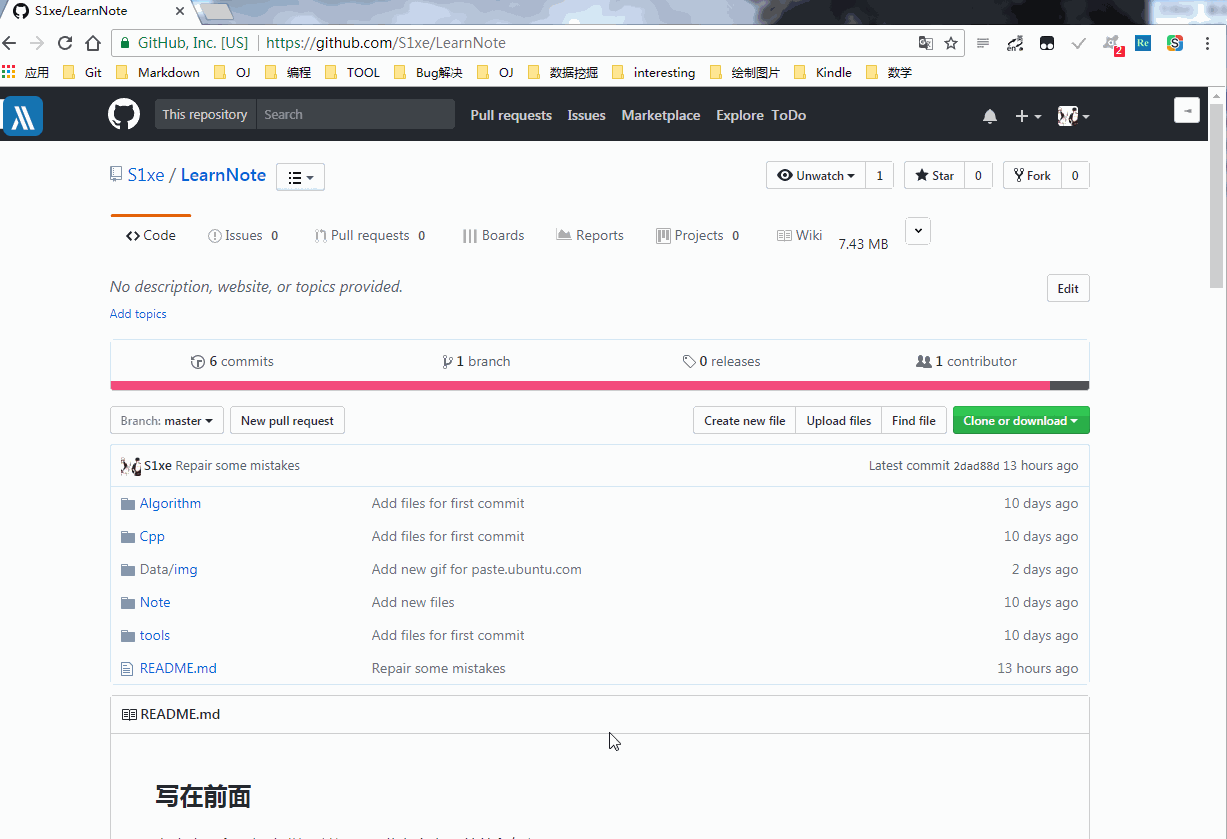 S1xe/LearnNote
GitHub, Inc. [US] https://github.com/S1xe/LearnNote
en 2 Re S
应用 Git Markdown OJ 编程 TOOL Bug解决 OJ 数据挖掘 interesting 绘制图片 Kindle 数学
This repository Search Pull requests Issues Marketplace Explore ToDo
S1xe / LearnNote Unwatch 1 Star 0 Fork 0
Code Issues 0 Pull requests 0 Boards Reports Projects 0 Wiki 7.43 MB
No description, website, or topics provided. Edit
Add topics
6 commits 1 branch 0 releases 1 contributor
Branch: master New pull request Create new file Upload files Find file Clone or download
S1xe Repair some mistakes Latest commit 2dad88d 13 hours ago
Algorithm Add files for first commit 10 days ago
Cpp Add files for first commit 10 days ago
Data/img Add new gif for paste.ubuntu.com 2 days ago
Note Add new files 10 days ago
tools Add files for first commit 10 days ago
README.md Repair some mistakes 13 hours ago
README.md
写在前面